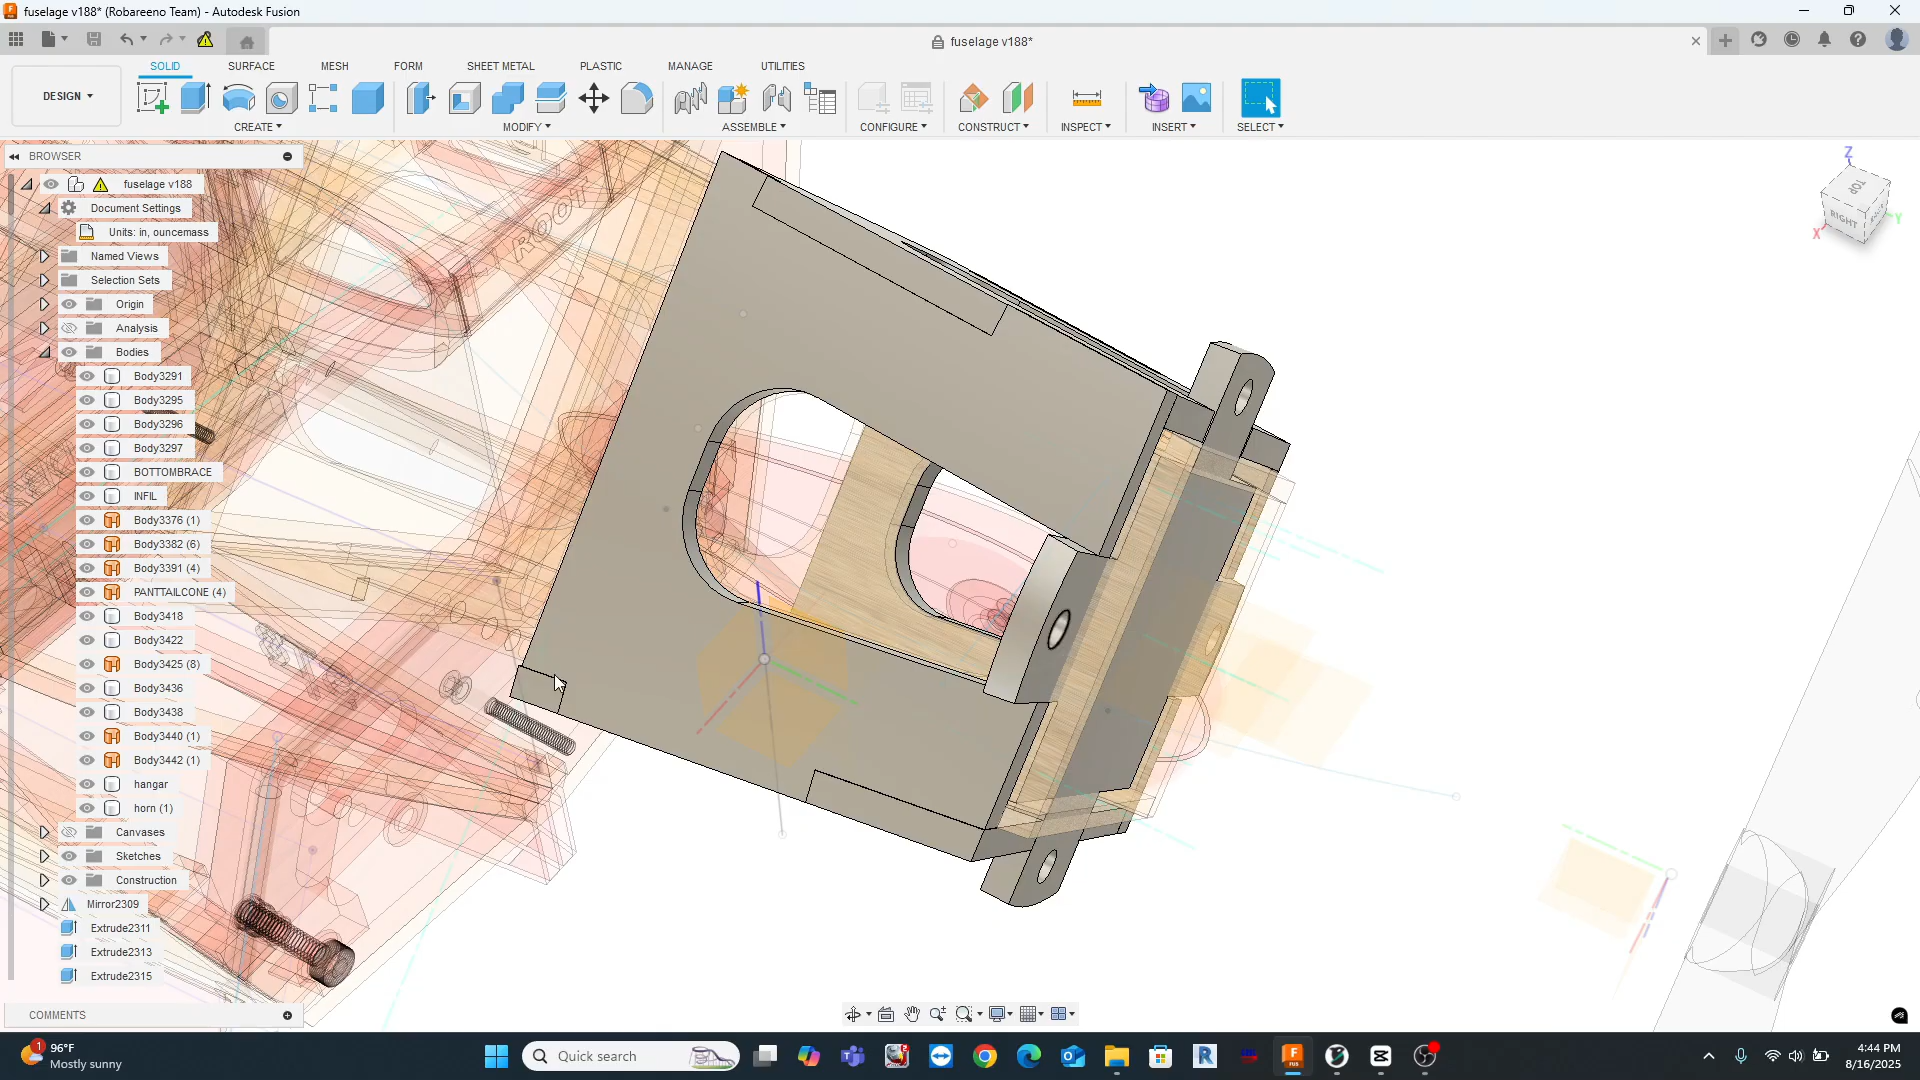 fuselage v188* (Robareeno Team) - Autodesk Fusion
fuselage v188*
SOLID SURFACE MESH FORM SHEET METAL PLASTIC MANAGE UTILITIES
DESIGN
CREATE MODIFY ASSEMBLE CONFIGURE CONSTRUCT INSPECT INSERT SELECT
BROWSER
fuselage v188
Document Settings
Units: in, ouncemass
Named Views
Selection Sets
Origin
Analysis
Bodies
Body3291
Body3295
Body3296
Body3297
BOTTOMBRACE
INFIL
Body3376 (1)
Body3382 (6)
Body3391 (4)
PANTTAILCONE (4)
Body3418
Body3422
Body3425 (8)
Body3436
Body3438
Body3440 (1)
Body3442 (1)
hangar
horn (1)
Canvases
Sketches
Construction
Mirror2309
Extrude2311
Extrude2313
Extrude2315
COMMENTS
ROOT
Z
TOP
RIGHT
Y
X
1
96°F
Mostly sunny
Quick search
4:44 PM
8/16/2025